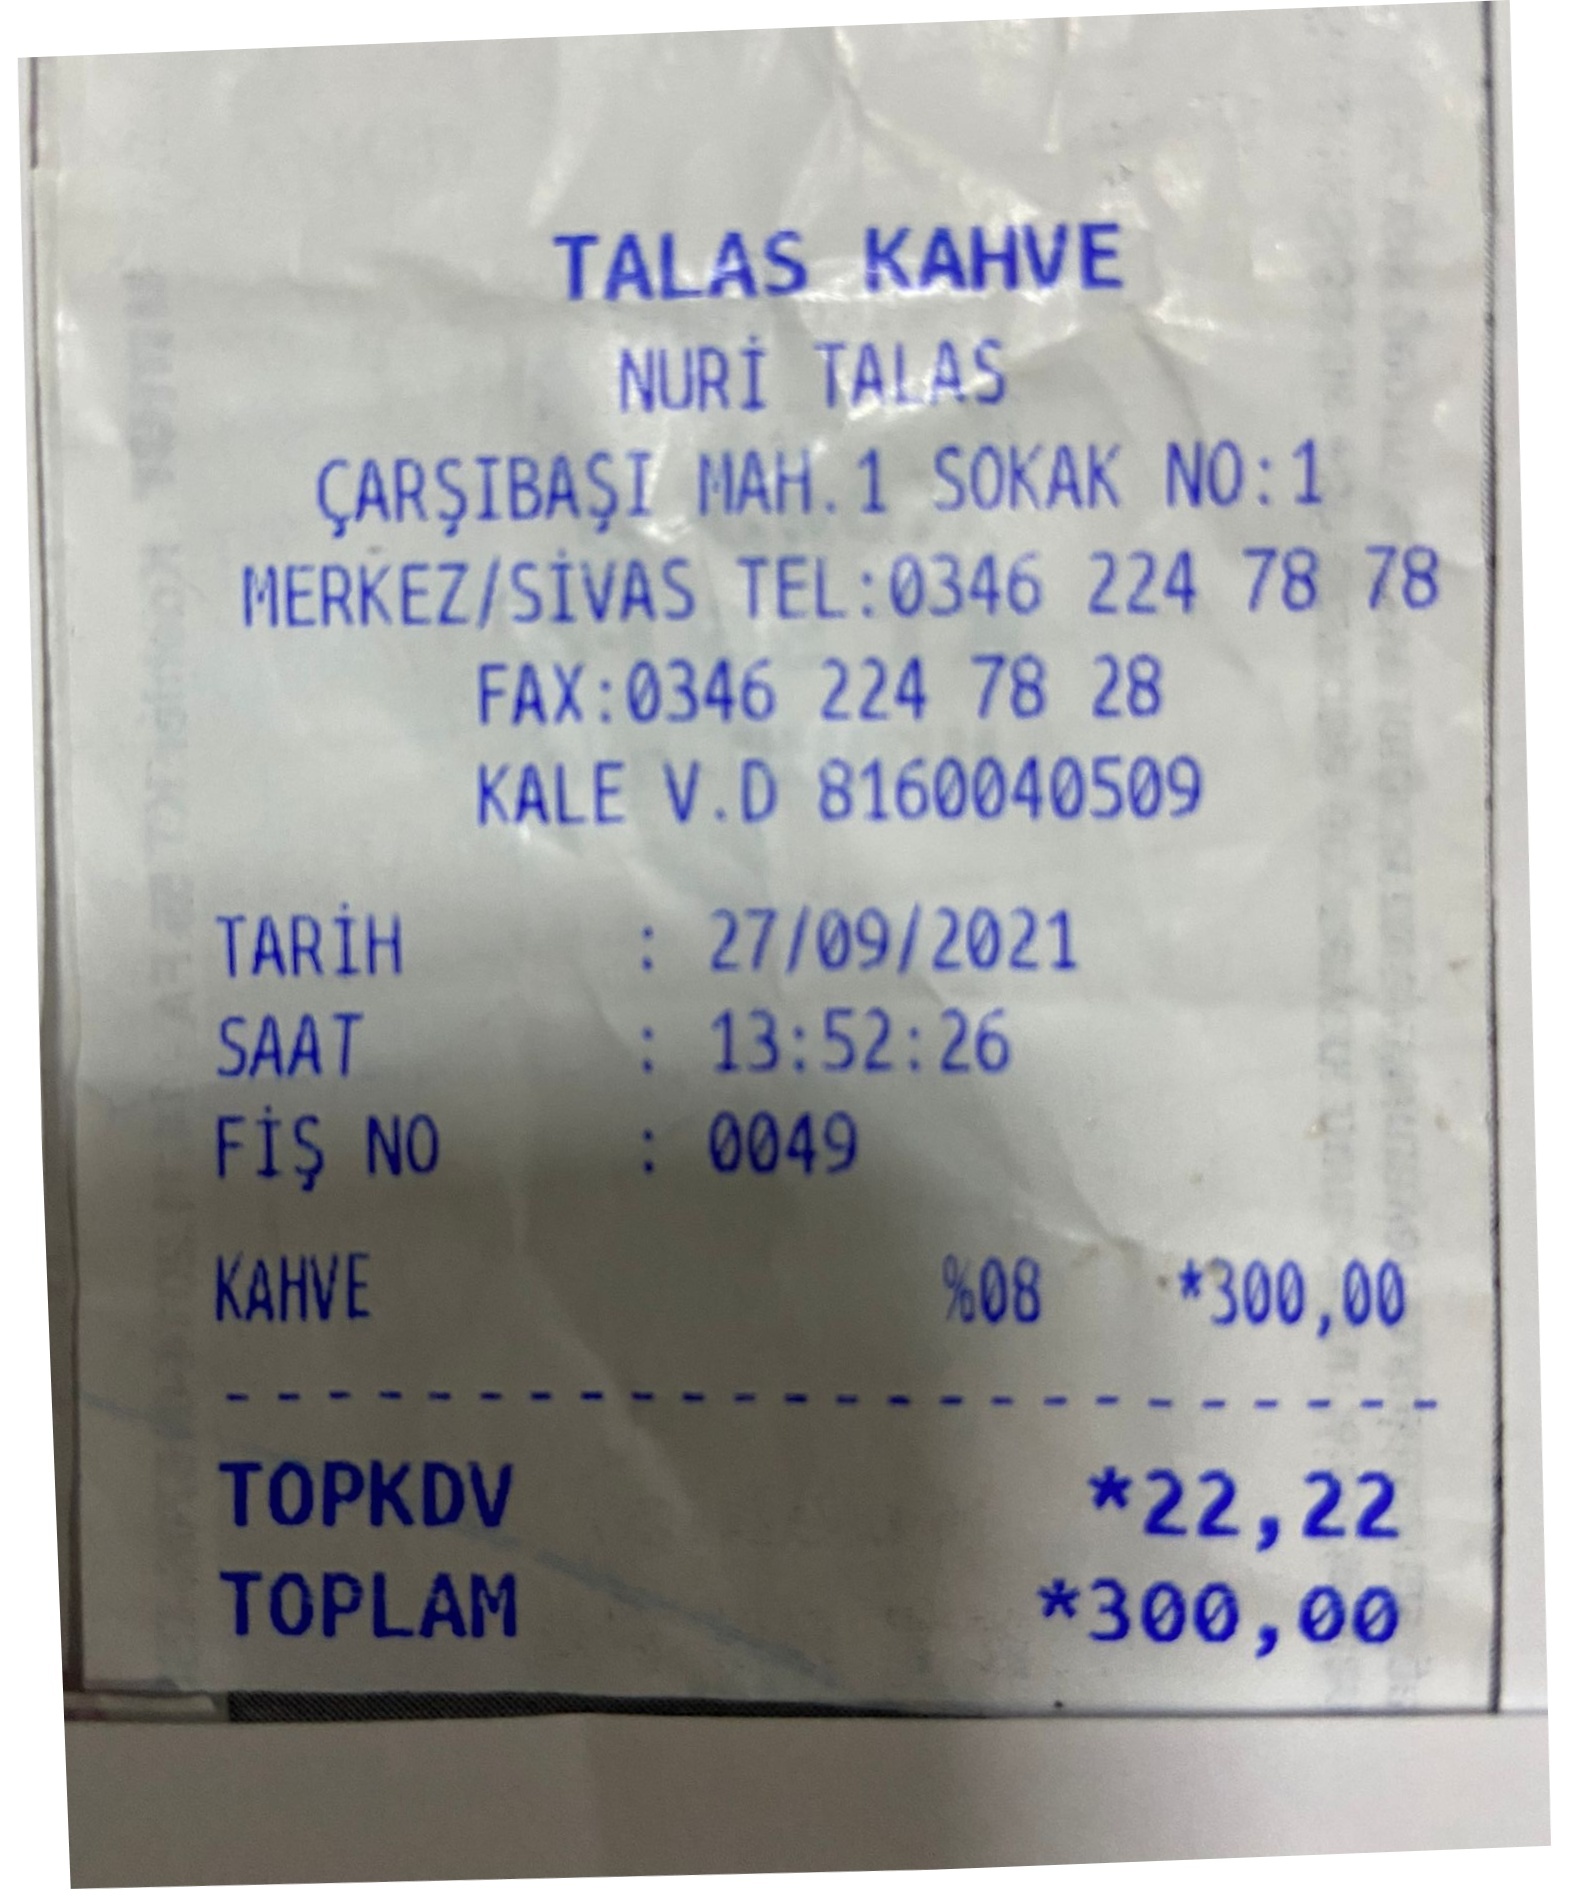 TALAS KAHVE
NURİ TALAS
ÇARŞIBAŞI MAH.1 SOKAK NO:1
MERKEZ/SİVAS TEL:0346 224 78 78
FAX:0346 224 78 28
KALE V.D 8160040509
TARİH : 27/09/2021
SAAT : 13:52:26
FİŞ NO : 0049
KAHVE %08 *300,00
- - - - - - - - - - - - - - - - - - - - - - - - -
TOPKDV *22,22
TOPLAM *300,00